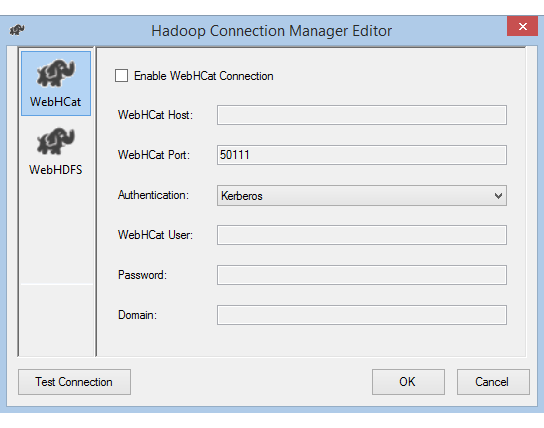 Hadoop Connection Manager Editor
WebHCat
WebHDFS
Enable WebHCat Connection
WebHCat Host:
WebHCat Port: 50111
Authentication: Kerberos
WebHCat User:
Password:
Domain:
Test Connection OK Cancel